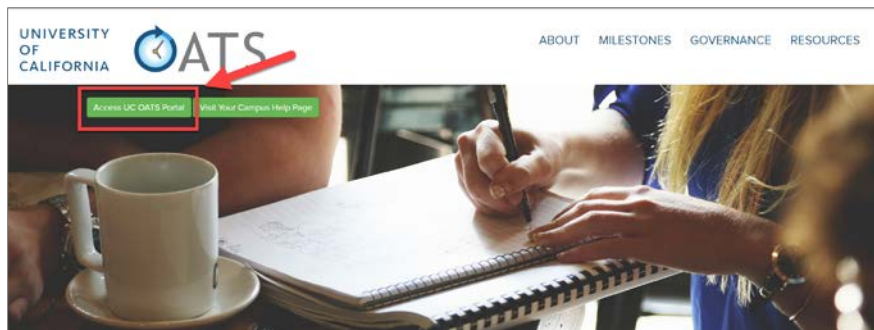 UNIVERSITY
OF
CALIFORNIA
OATS
ABOUT MILESTONES GOVERNANCE RESOURCES
Access UC OATS Portal Visit Your Campus Help Page